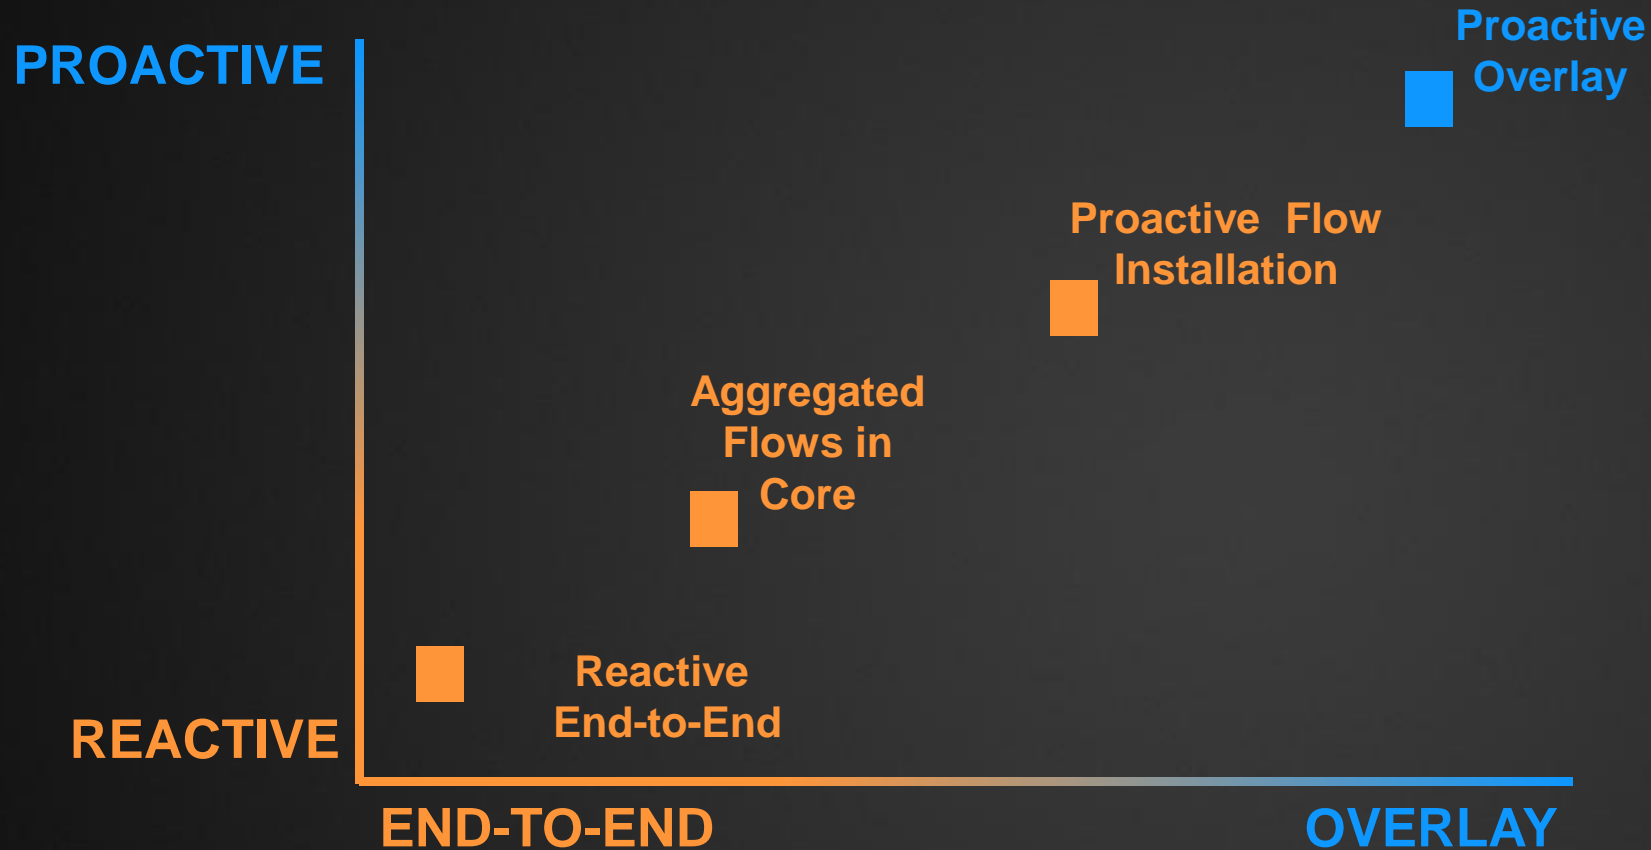 Proactive
Overlay
PROACTIVE
Proactive  Flow
Installation
Aggregated
Flows in
Core
Reactive
End-to-End
REACTIVE
END-TO-END
OVERLAY